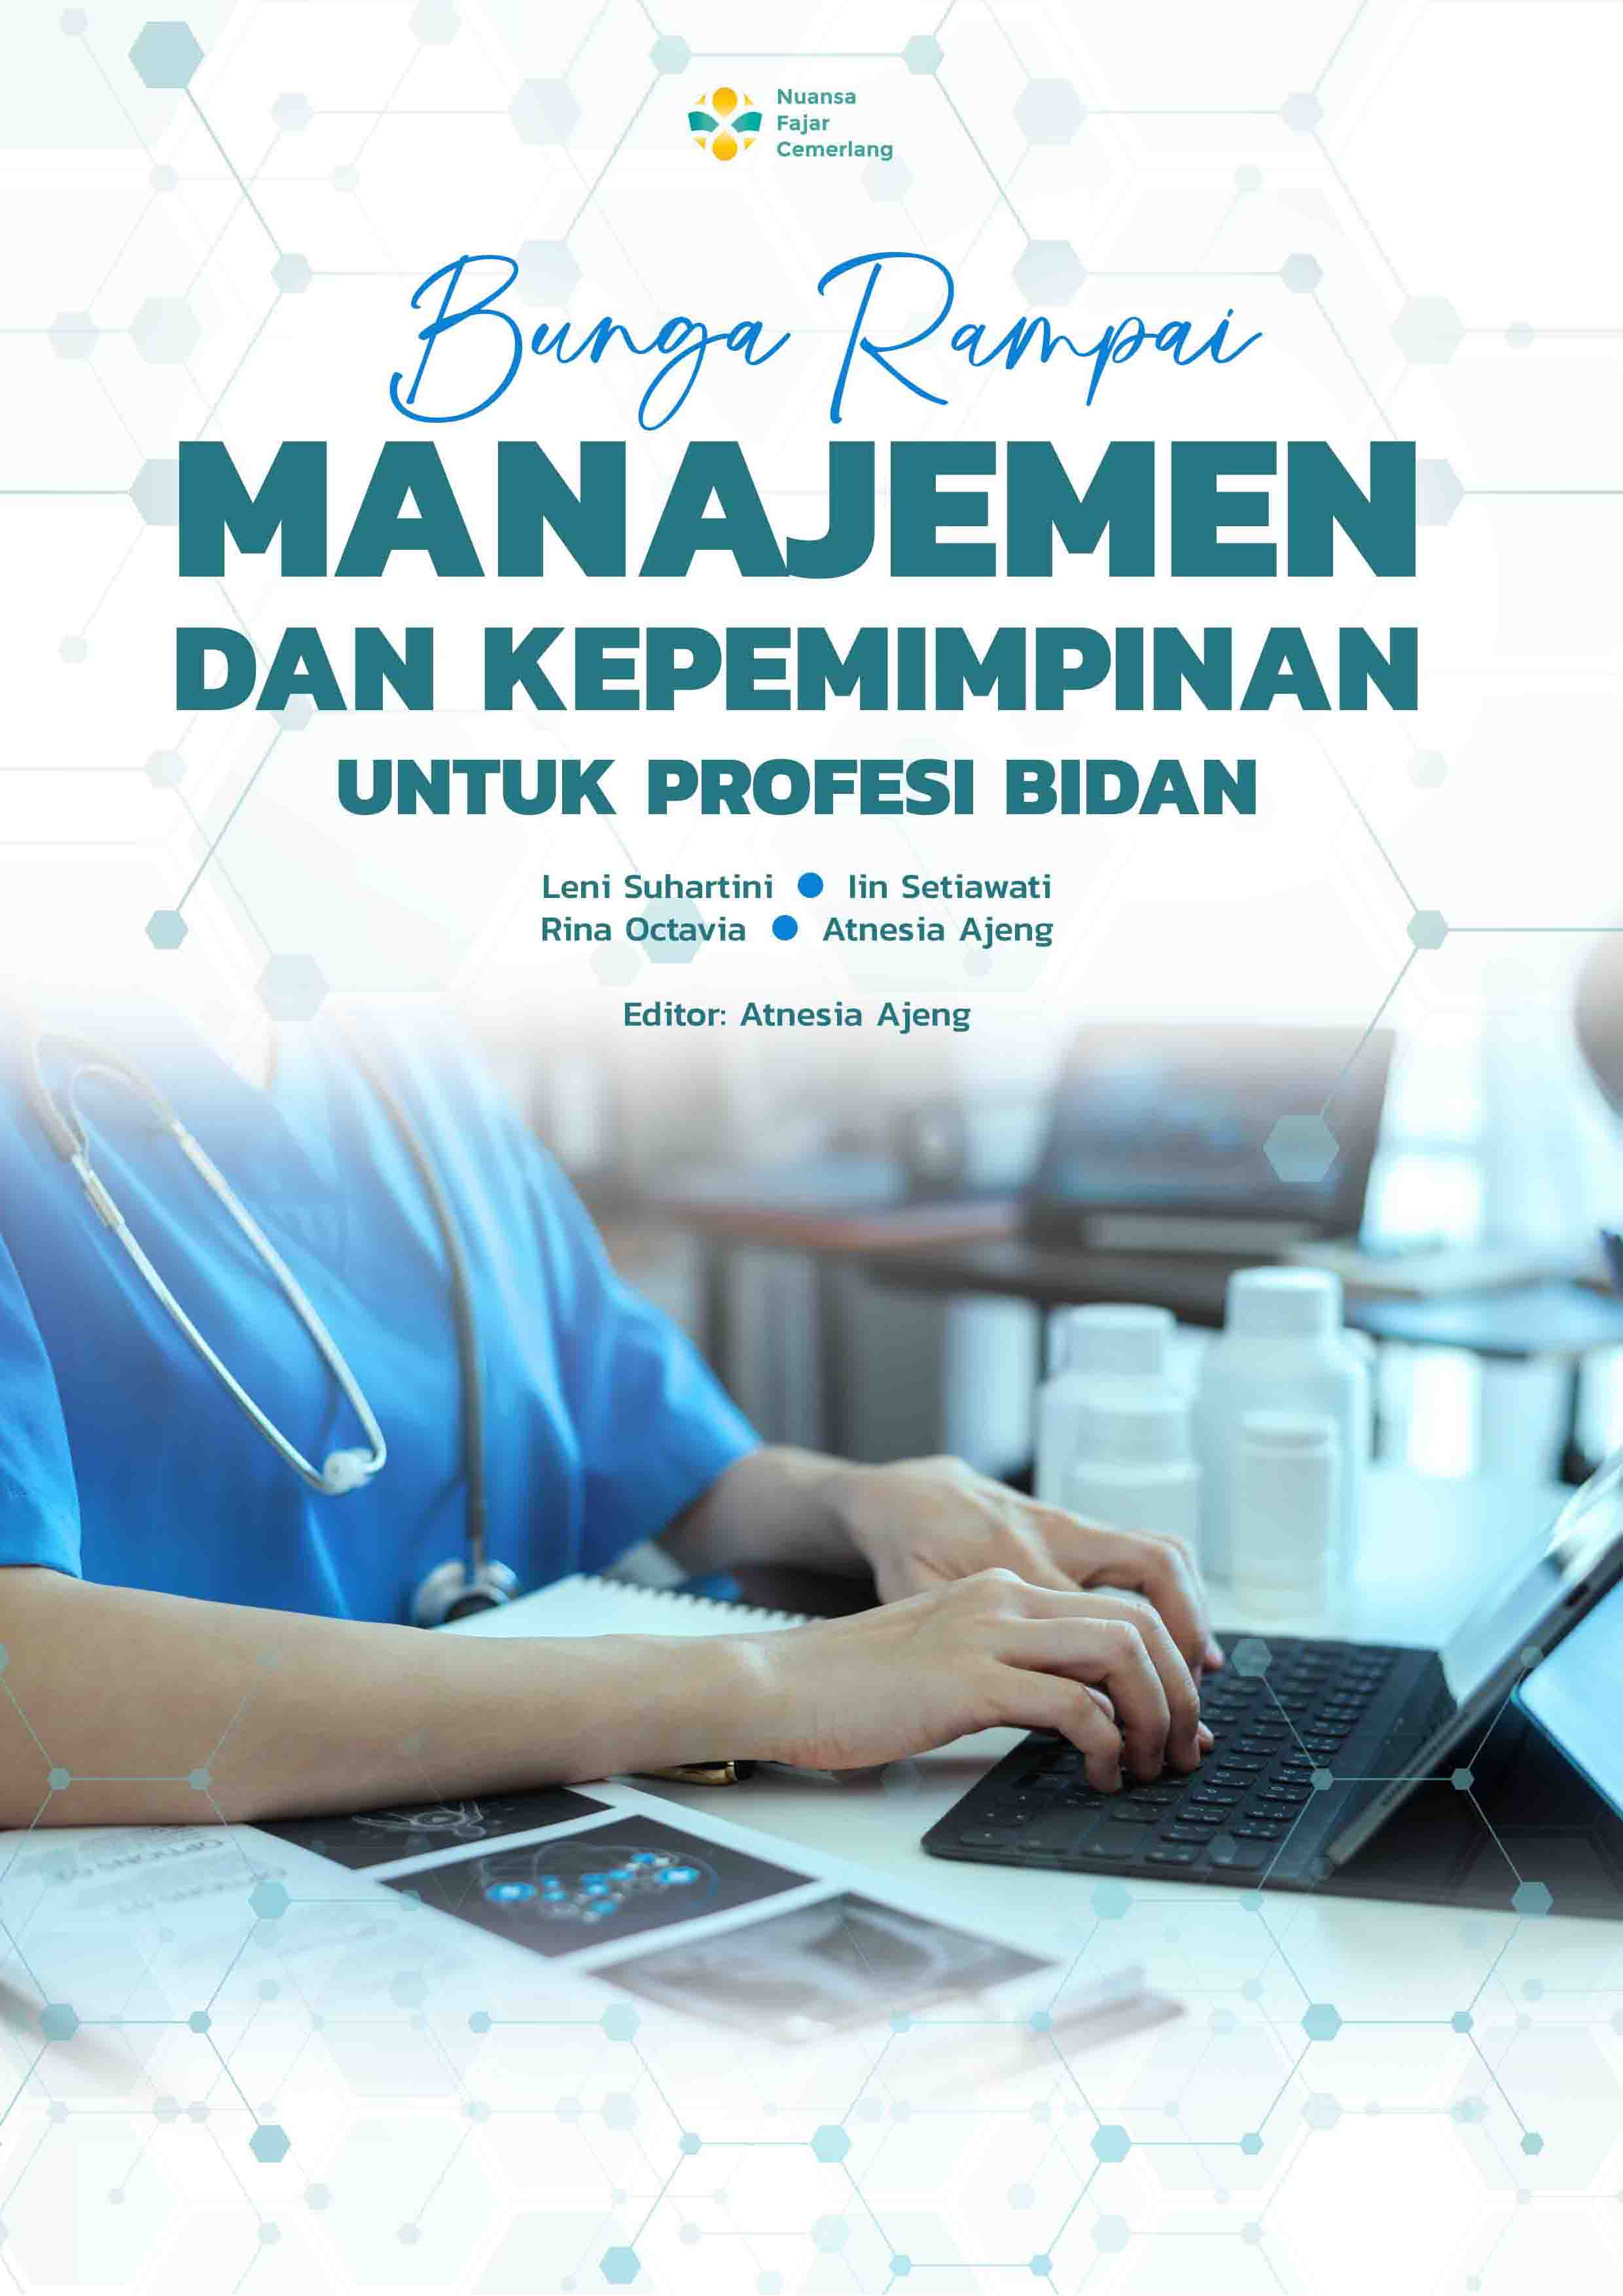 Nuansa
Fajar
Cemerlang
Bunga Rampai
MANAJEMEN
DAN KEPEMIMPINAN
UNTUK PROFESI BIDAN
Leni Suhartini ● Iin Setiawati
Rina Octavia ● Atnesia Ajeng
Editor: Atnesia Ajeng